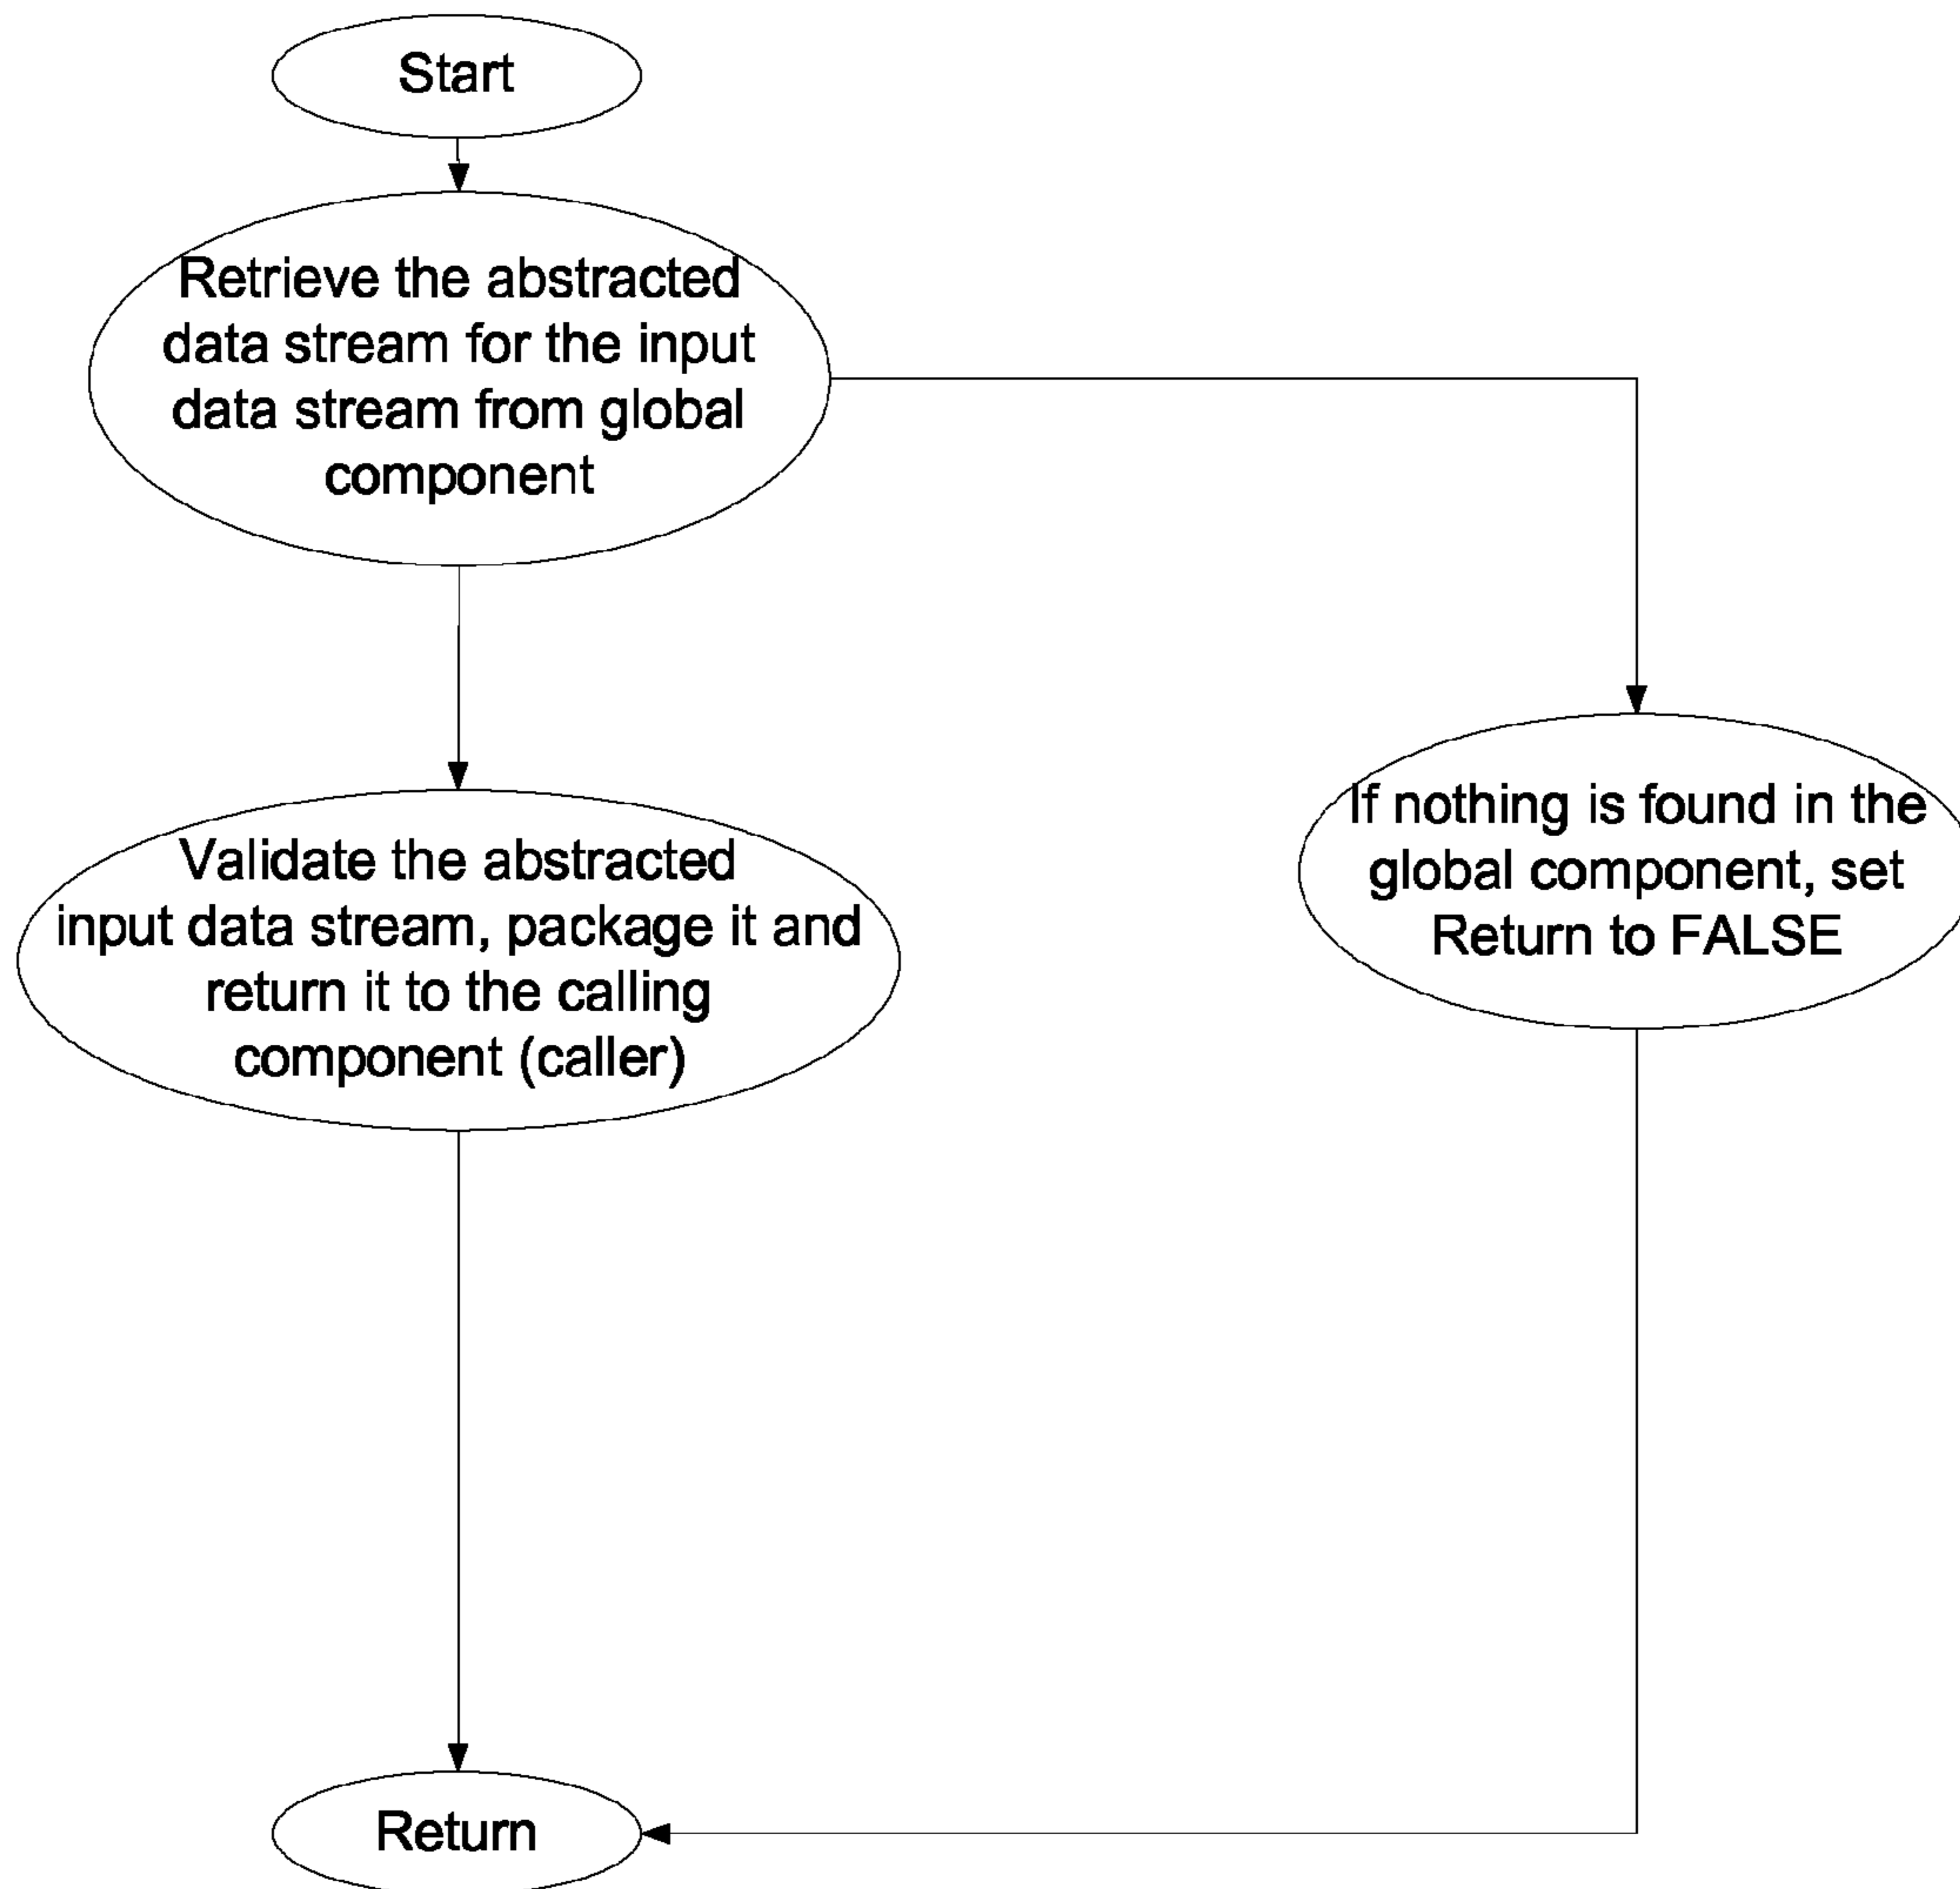 Start
Retrieve the abstracted
data stream for the input
data stream from global
component
If nothing is found in the
global component, set
Return to FALSE
Validate the abstracted
input data stream, package it and
return it to the calling
component (caller)
Return